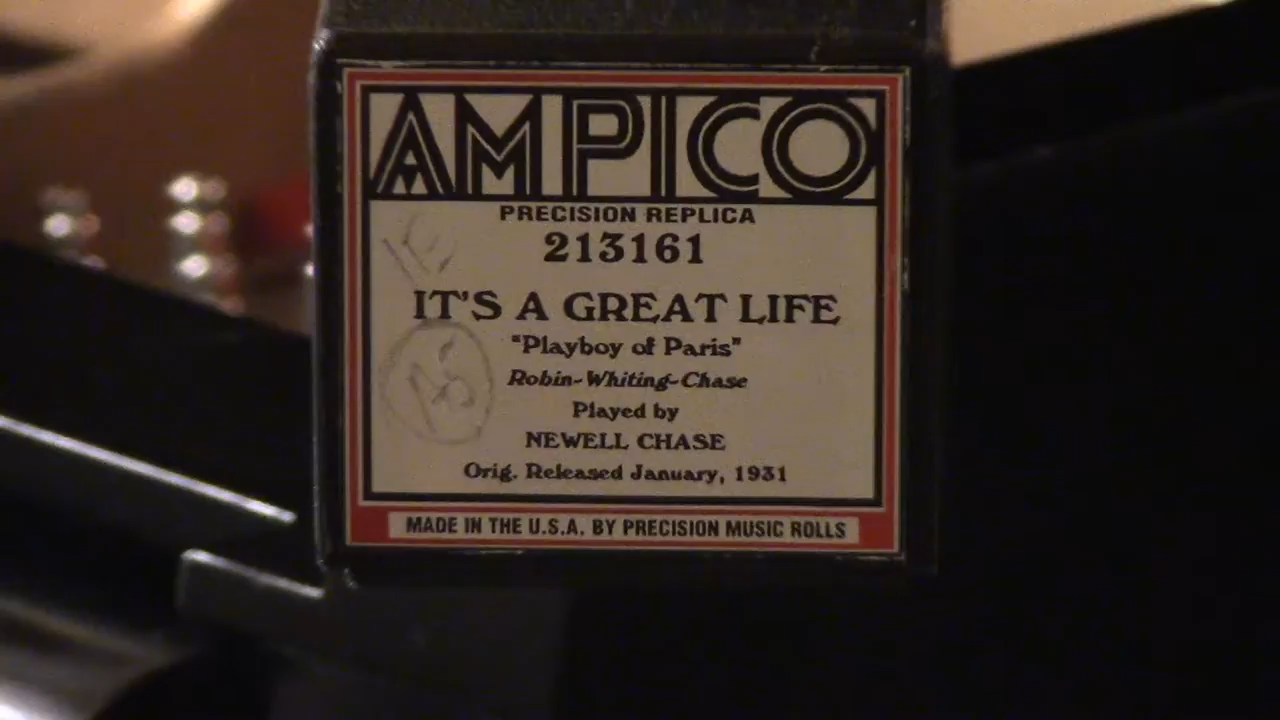 AMPICO
PRECISION REPLICA
213161
IT'S A GREAT LIFE
"Playboy of Paris"
Robin-Whiting-Chase
Played by
NEWELL CHASE
Orig. Released January, 1931
MADE IN THE U.S.A. BY PRECISION MUSIC ROLLS